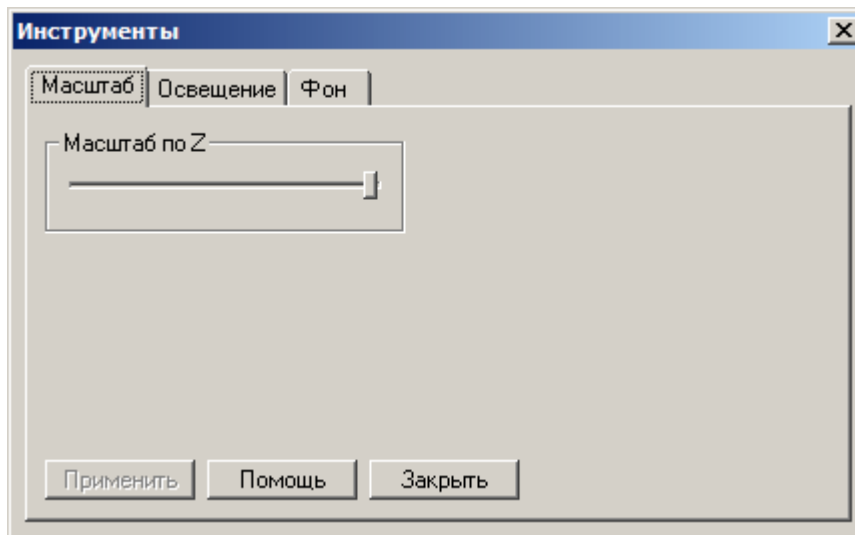 Инструменты
Масштаб Освещение Фон
Масштаб по Z
Применить Помощь Закрыть